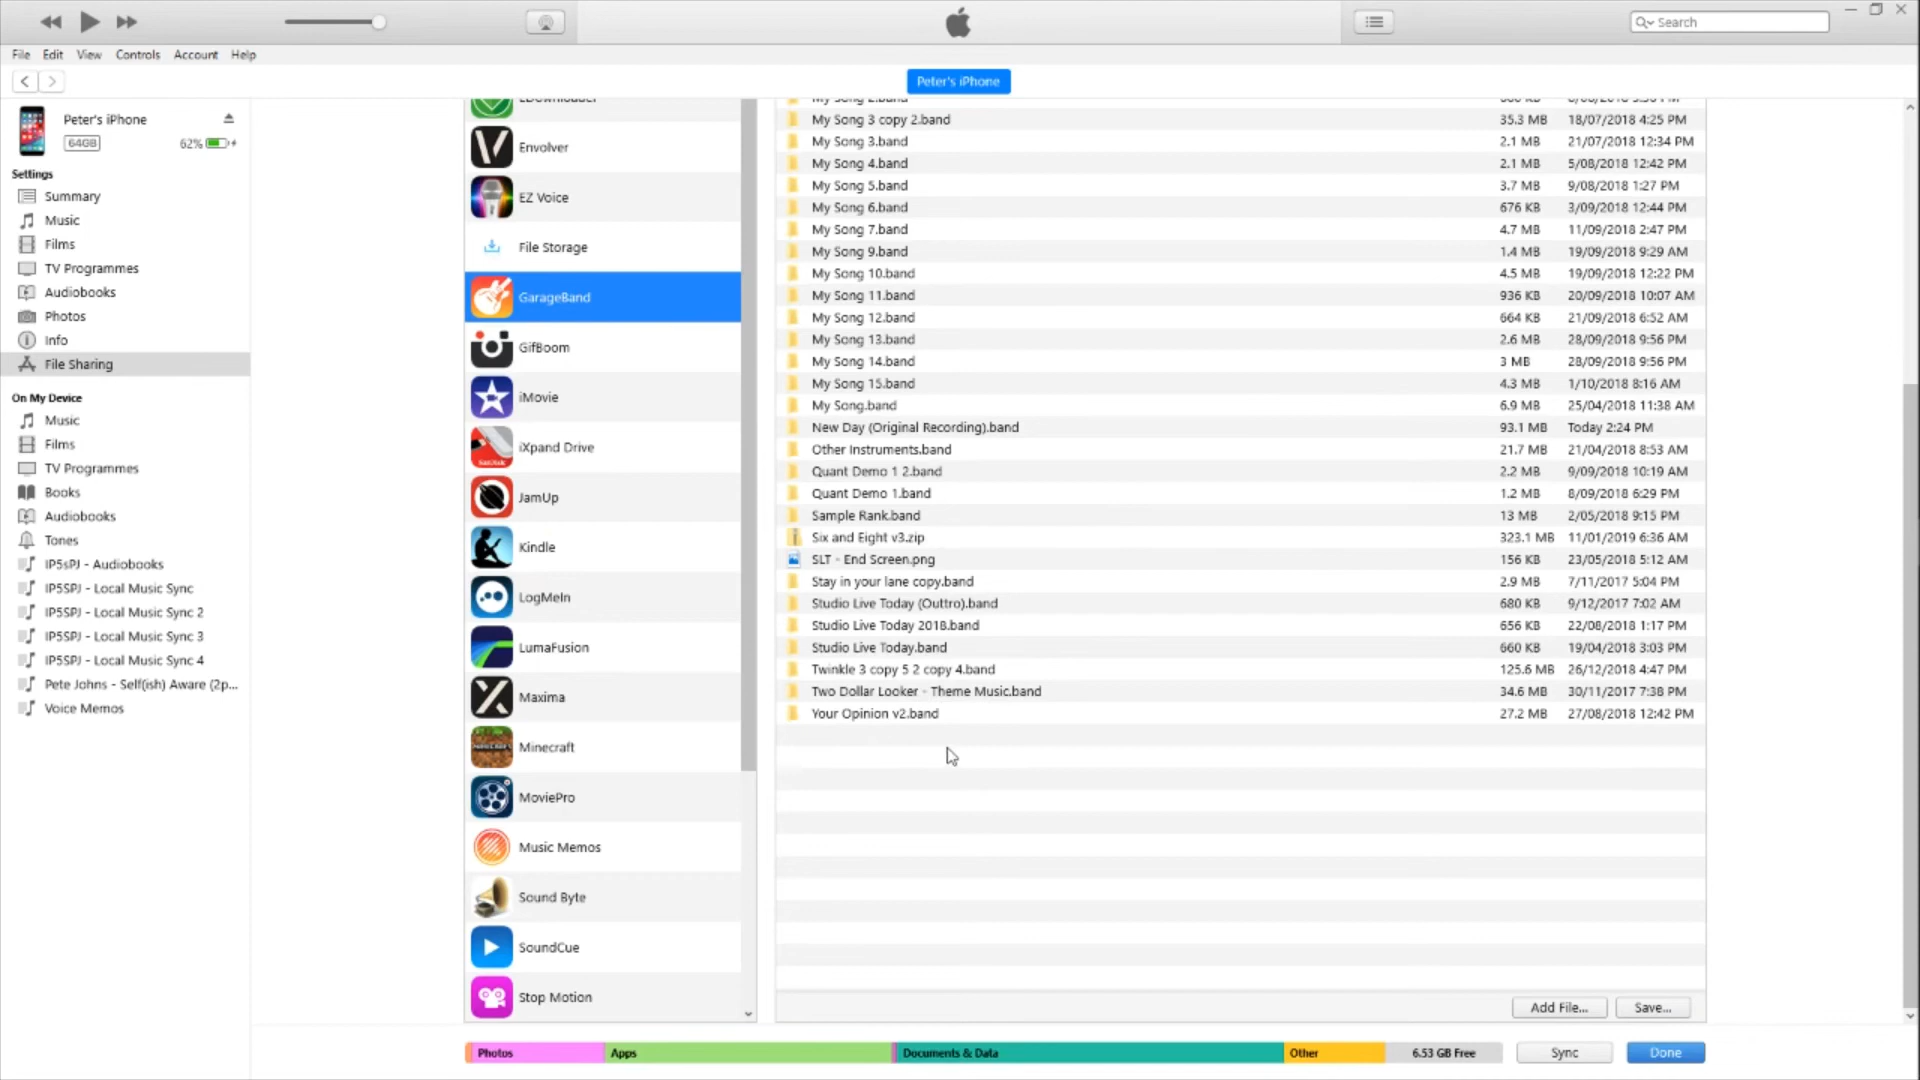 Search
File Edit View Controls Account Help
Peter's iPhone
Peter's iPhone
64GB 62%
Settings
Summary
Music
Films
TV Programmes
Audiobooks
Photos
Info
File Sharing
On My Device
Music
Films
TV Programmes
Books
Audiobooks
Tones
IP5sPJ - Audiobooks
IP5SPJ - Local Music Sync
IP5SPJ - Local Music Sync 2
IP5SPJ - Local Music Sync 3
IP5SPJ - Local Music Sync 4
Pete Johns - Self(ish) Aware (2p...
Voice Memos
Envolver
EZ Voice
File Storage
GarageBand
GifBoom
iMovie
iXpand Drive
JamUp
Kindle
LogMeIn
LumaFusion
Maxima
Minecraft
MoviePro
Music Memos
Sound Byte
SoundCue
Stop Motion
My Song 2.band
My Song 3 copy 2.band 35.3 MB 18/07/2018 4:25 PM
My Song 3.band 2.1 MB 21/07/2018 12:34 PM
My Song 4.band 2.1 MB 5/08/2018 12:42 PM
My Song 5.band 3.7 MB 9/08/2018 1:27 PM
My Song 6.band 676 KB 3/09/2018 12:44 PM
My Song 7.band 4.7 MB 11/09/2018 2:47 PM
My Song 9.band 1.4 MB 19/09/2018 9:29 AM
My Song 10.band 4.5 MB 19/09/2018 12:22 PM
My Song 11.band 936 KB 20/09/2018 10:07 AM
My Song 12.band 664 KB 21/09/2018 6:52 AM
My Song 13.band 2.6 MB 28/09/2018 9:56 PM
My Song 14.band 3 MB 28/09/2018 9:56 PM
My Song 15.band 4.3 MB 1/10/2018 8:16 AM
My Song.band 6.9 MB 25/04/2018 11:38 AM
New Day (Original Recording).band 93.1 MB Today 2:24 PM
Other Instruments.band 21.7 MB 21/04/2018 8:53 AM
Quant Demo 1 2.band 2.2 MB 9/09/2018 10:19 AM
Quant Demo 1.band 1.2 MB 8/09/2018 6:29 PM
Sample Rank.band 13 MB 2/05/2018 9:15 PM
Six and Eight v3.zip 323.1 MB 11/01/2019 6:36 AM
SLT - End Screen.png 156 KB 23/05/2018 5:12 AM
Stay in your lane copy.band 2.9 MB 7/11/2017 5:04 PM
Studio Live Today (Outtro).band 680 KB 9/12/2017 7:02 AM
Studio Live Today 2018.band 656 KB 22/08/2018 1:17 PM
Studio Live Today.band 660 KB 19/04/2018 3:03 PM
Twinkle 3 copy 5 2 copy 4.band 125.6 MB 26/12/2018 4:47 PM
Two Dollar Looker - Theme Music.band 34.6 MB 30/11/2017 7:38 PM
Your Opinion v2.band 27.2 MB 27/08/2018 12:42 PM
Add File... Save...
Photos Apps Documents & Data Other 6.53 GB Free Sync Done